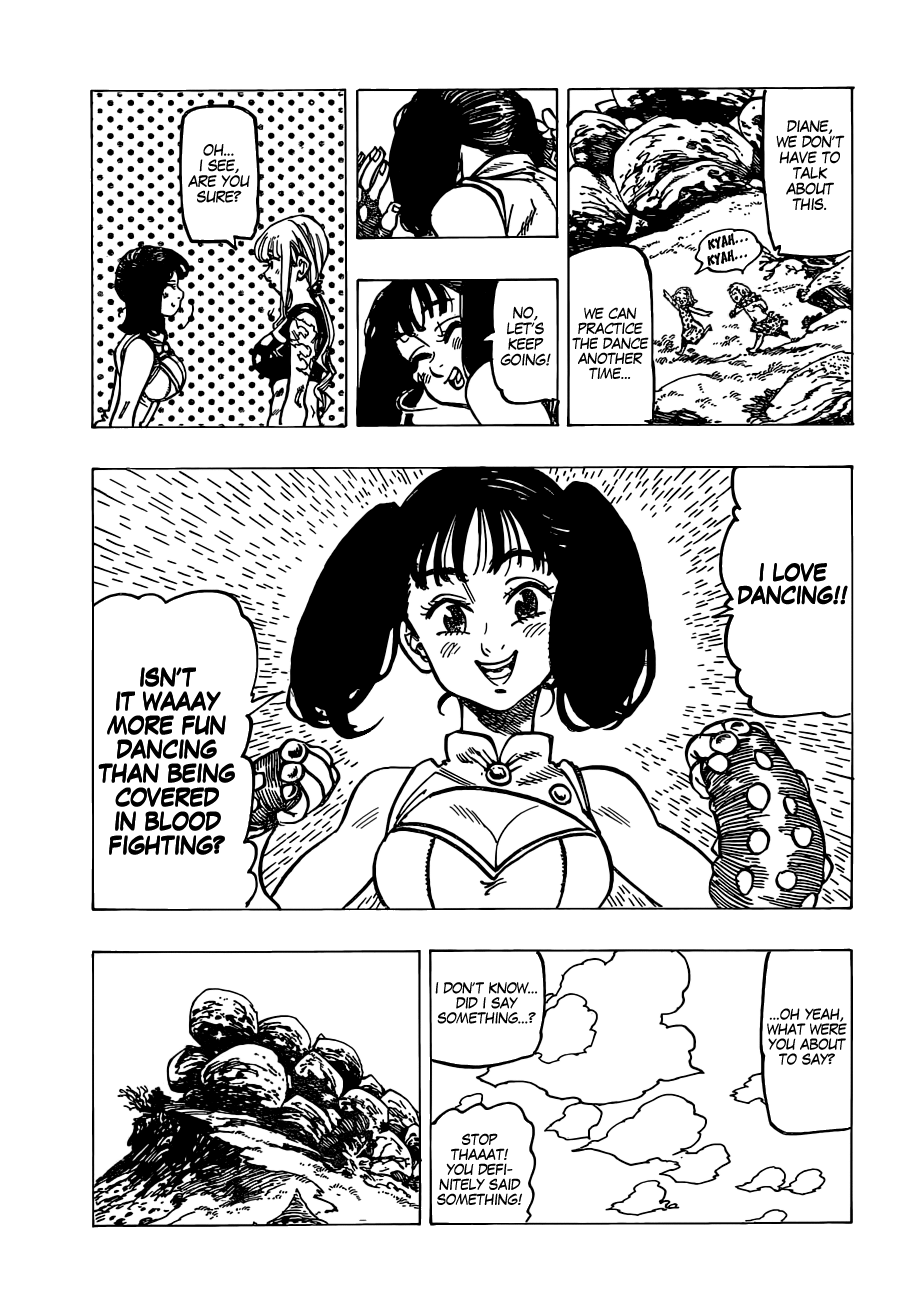 DIANE,
WE DON'T
HAVE TO
TALK
ABOUT
THIS.
KYAH...
KYAH...
WE CAN
PRACTICE
THE DANCE
ANOTHER
TIME...
NO,
LET'S
KEEP
GOING!
OH...
I SEE,
ARE YOU
SURE?
I LOVE
DANCING!!
ISN'T
IT WAAAY
MORE FUN
DANCING
THAN BEING
COVERED
IN BLOOD
FIGHTING?
...OH YEAH,
WHAT WERE
YOU ABOUT
TO SAY?
I DON'T KNOW...
DID I SAY
SOMETHING...?
STOP
THAAAT!
YOU DEFI-
NITELY SAID
SOMETHING!